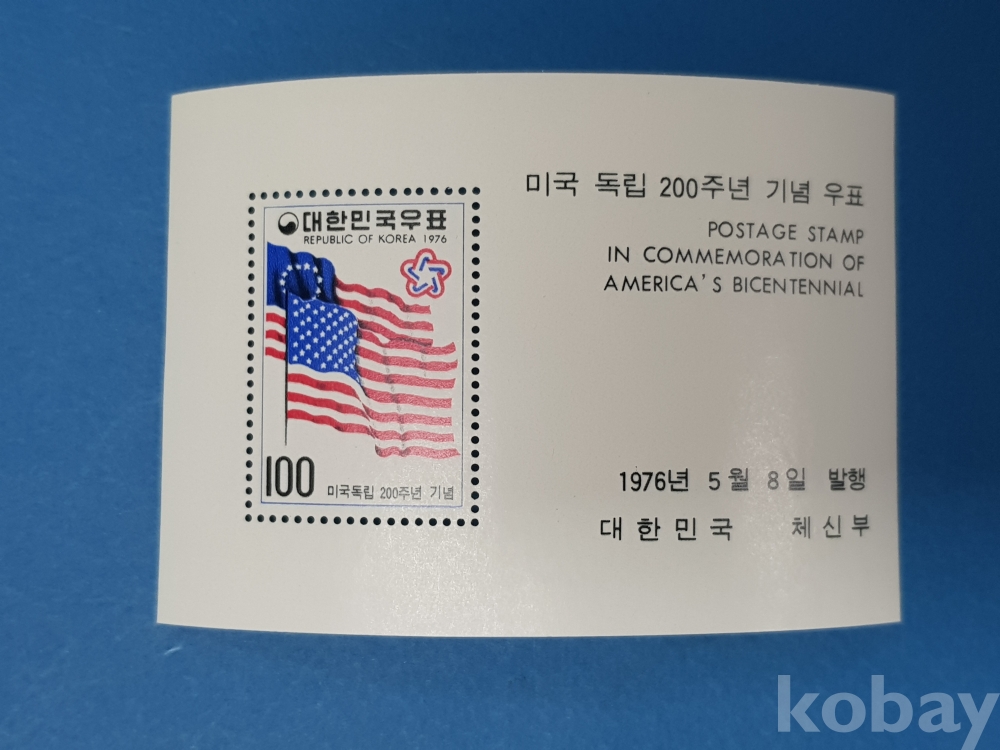 대한민국우표
REPUBLIC OF KOREA 1976
100
미국독립 200주년 기념
미국 독립 200주년 기념 우표
POSTAGE STAMP
IN COMMEMORATION OF
AMERICA'S BICENTENNIAL
1976년 5월 8일 발행
대한민국 체신부
kobay